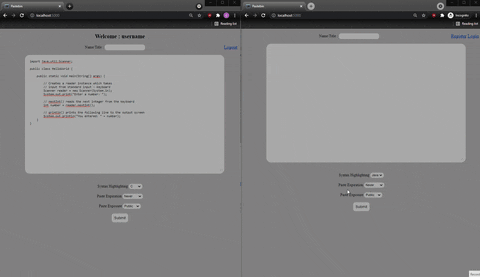 Pastebin
localhost:5000
Reading list
Welcome : username
Paste Title:
Logout
import java.util.Scanner;
public class HelloWorld {
public static void main(String[] args) {
// Creates a reader instance which takes
// input from standard input - keyboard
Scanner reader = new Scanner(System.in);
System.out.print("Enter a number: ");
// nextInt() reads the next integer from the keyboard
int number = reader.nextInt();
// println() prints the following line to the output screen
System.out.println("You entered: " + number);
}
}
Syntax Highlighting
Paste Expiration Never
Paste Exposure Public
Submit
Pastebin
localhost:5000
Incognito
Reading list
Paste Title:
Register Login
Syntax Highlighting Java
Paste Expiration Never
Paste Exposure Public
Submit